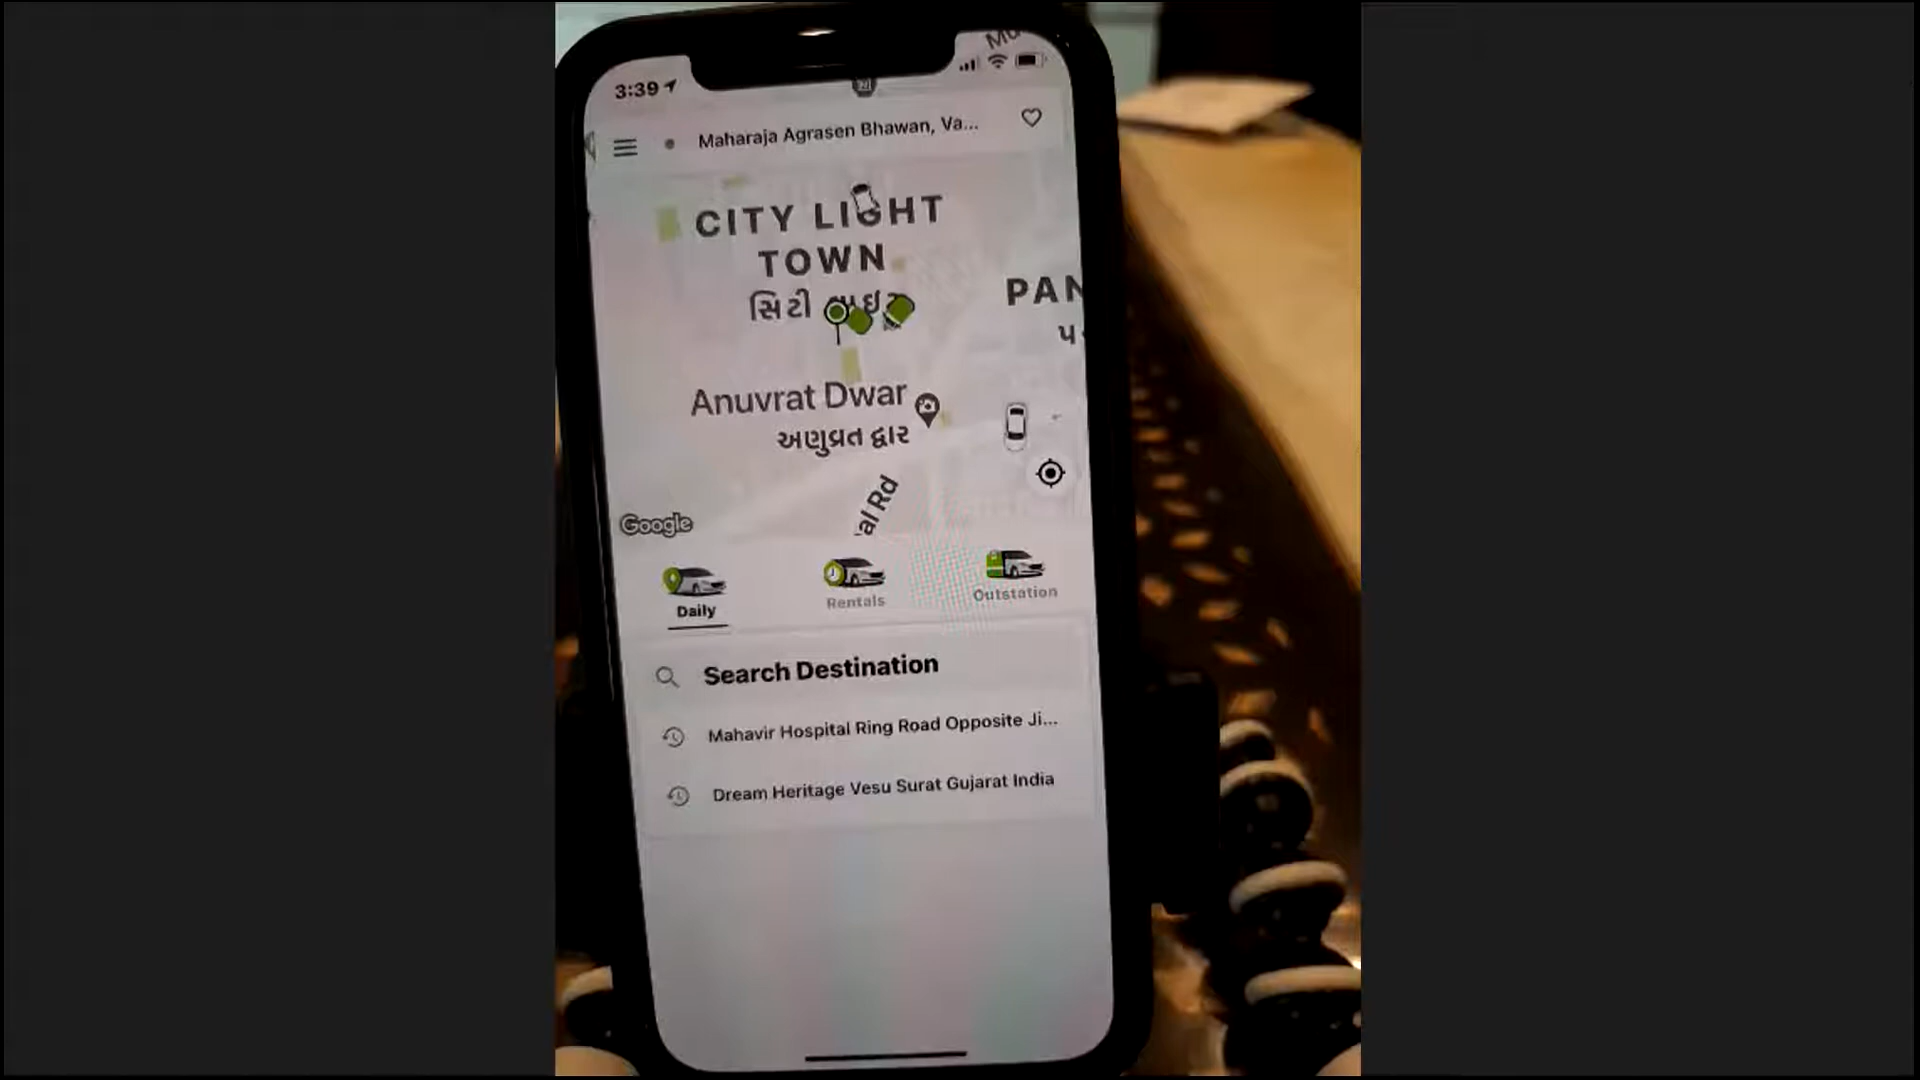 3:39
Maharaja Agrasen Bhawan, Va...
CITY LIGHT
TOWN
સિટી
PAN
Anuvrat Dwar
અણુવ્રત દ્વાર
al Rd
Google
Daily
Rentals
Outstation
Search Destination
Mahavir Hospital Ring Road Opposite Ji...
Dream Heritage Vesu Surat Gujarat India